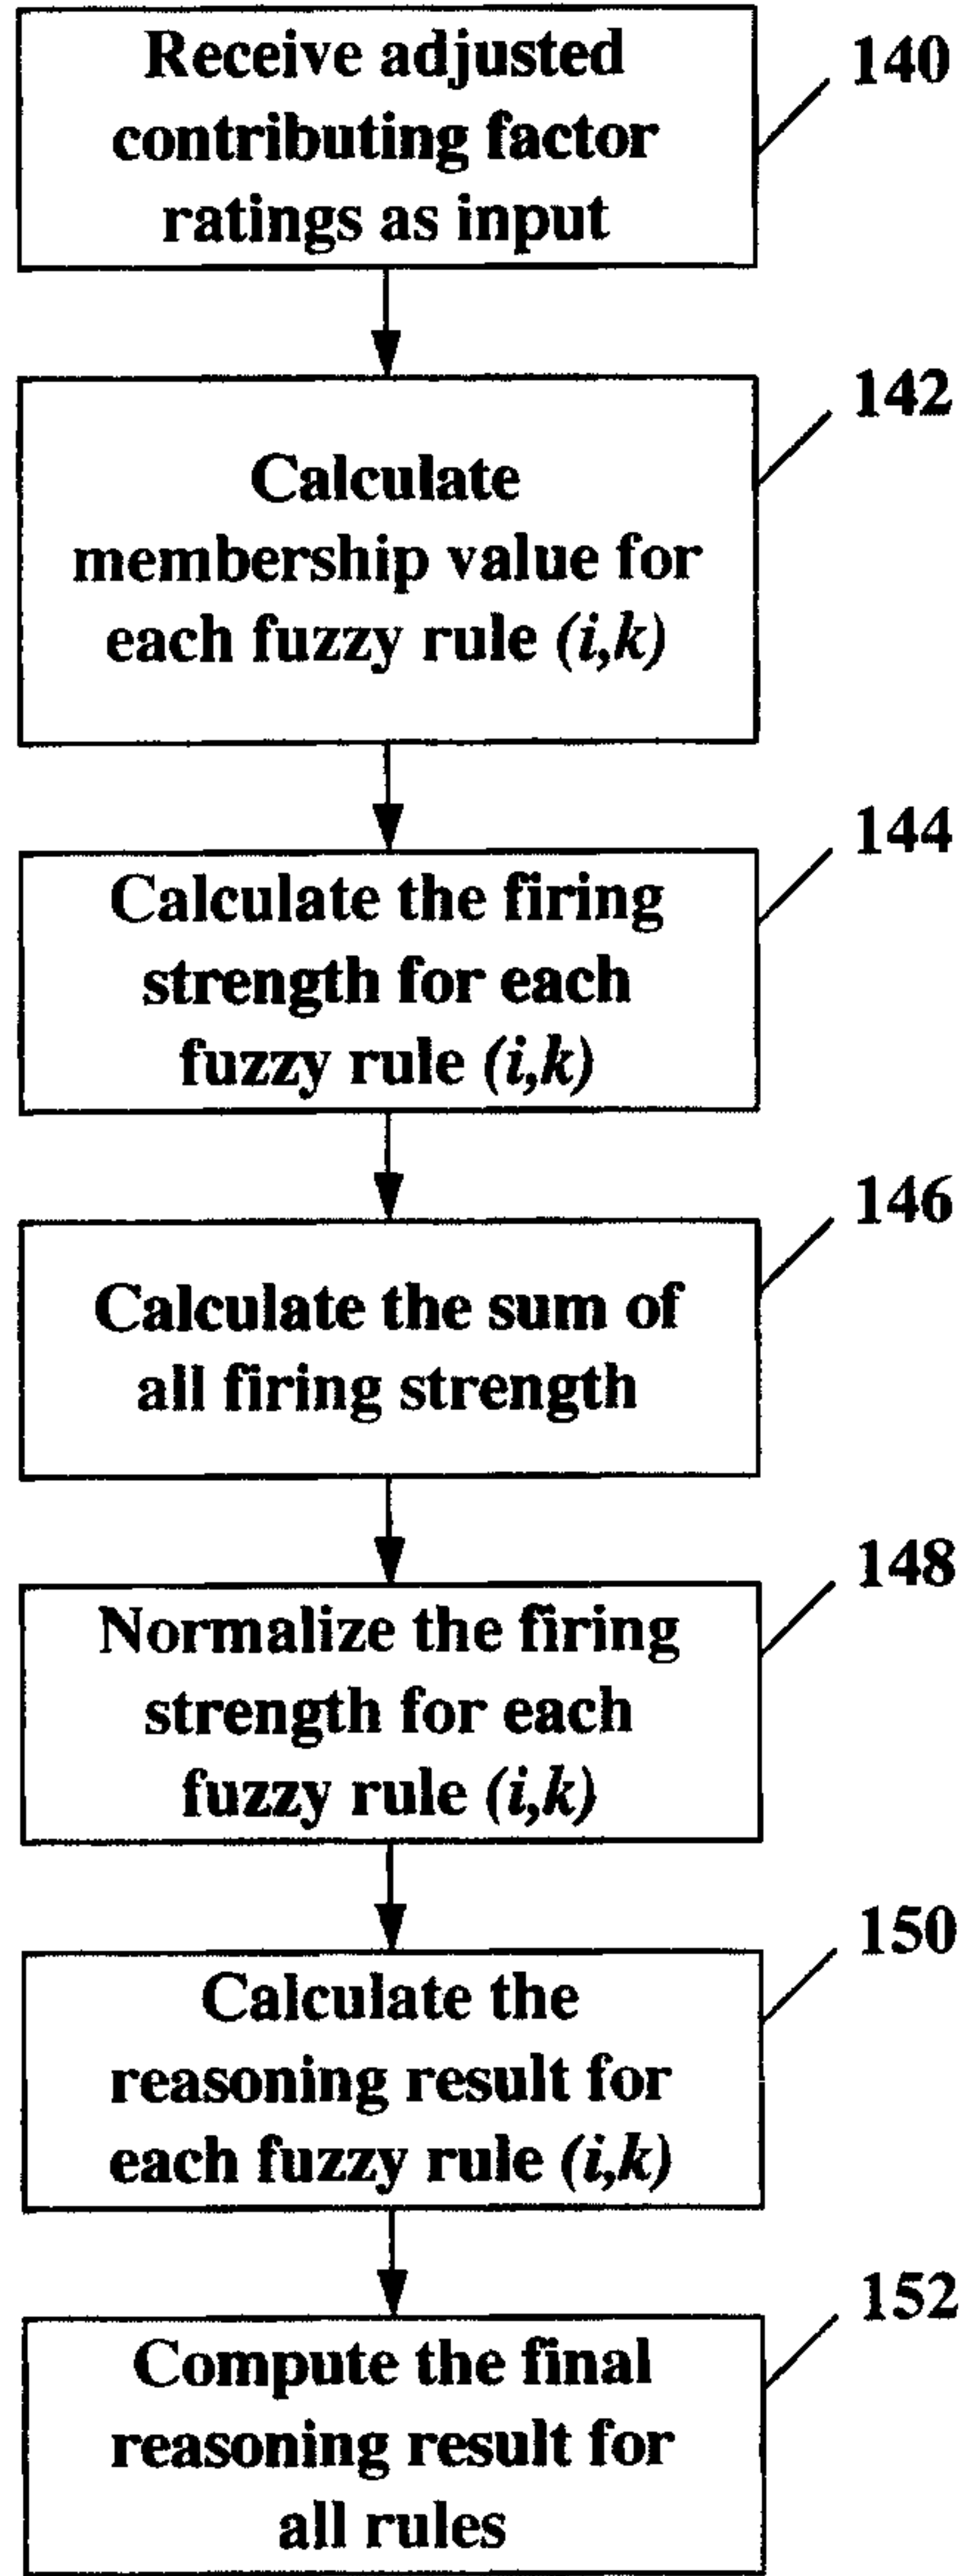 Receive adjusted
contributing factor
ratings as input
140
Calculate
membership value for
each fuzzy rule (i,k)
142
Calculate the firing
strength for each
fuzzy rule (i,k)
144
Calculate the sum of
all firing strength
146
Normalize the firing
strength for each
fuzzy rule (i,k)
148
Calculate the
reasoning result for
each fuzzy rule (i,k)
150
Compute the final
reasoning result for
all rules
152